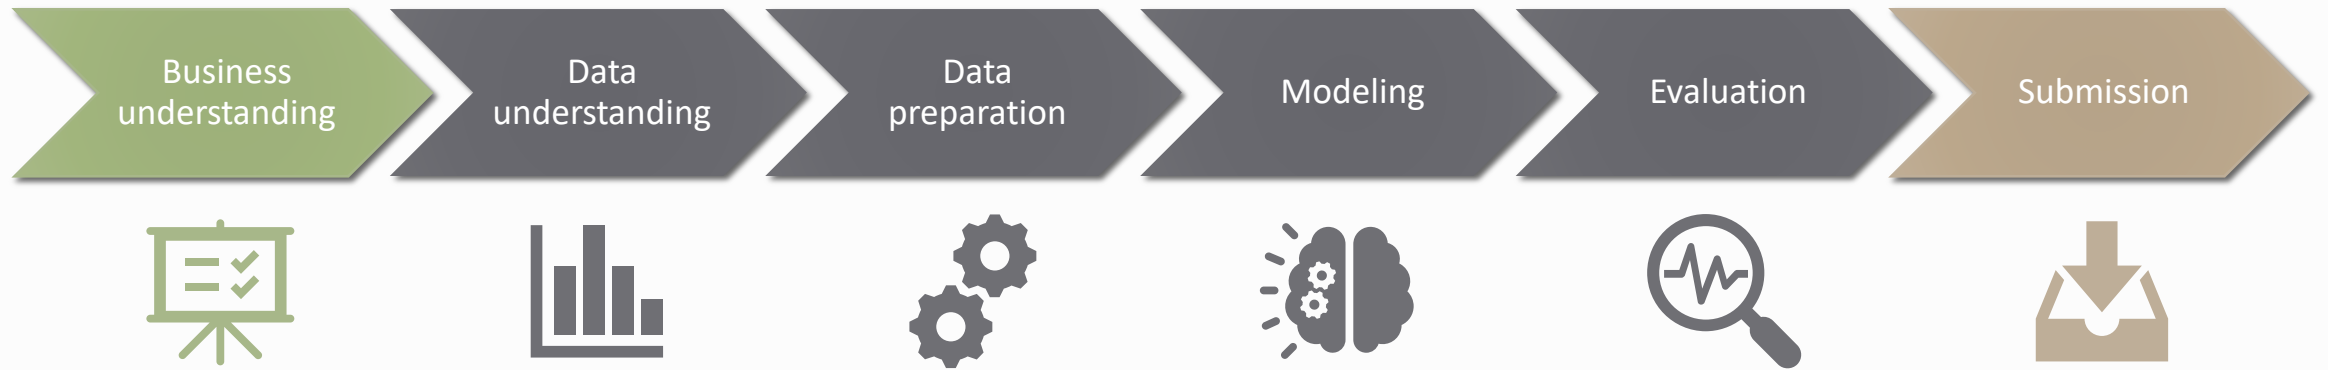 Business
understanding
Data
understanding
Data
preparation
Modeling
Evaluation
Submission